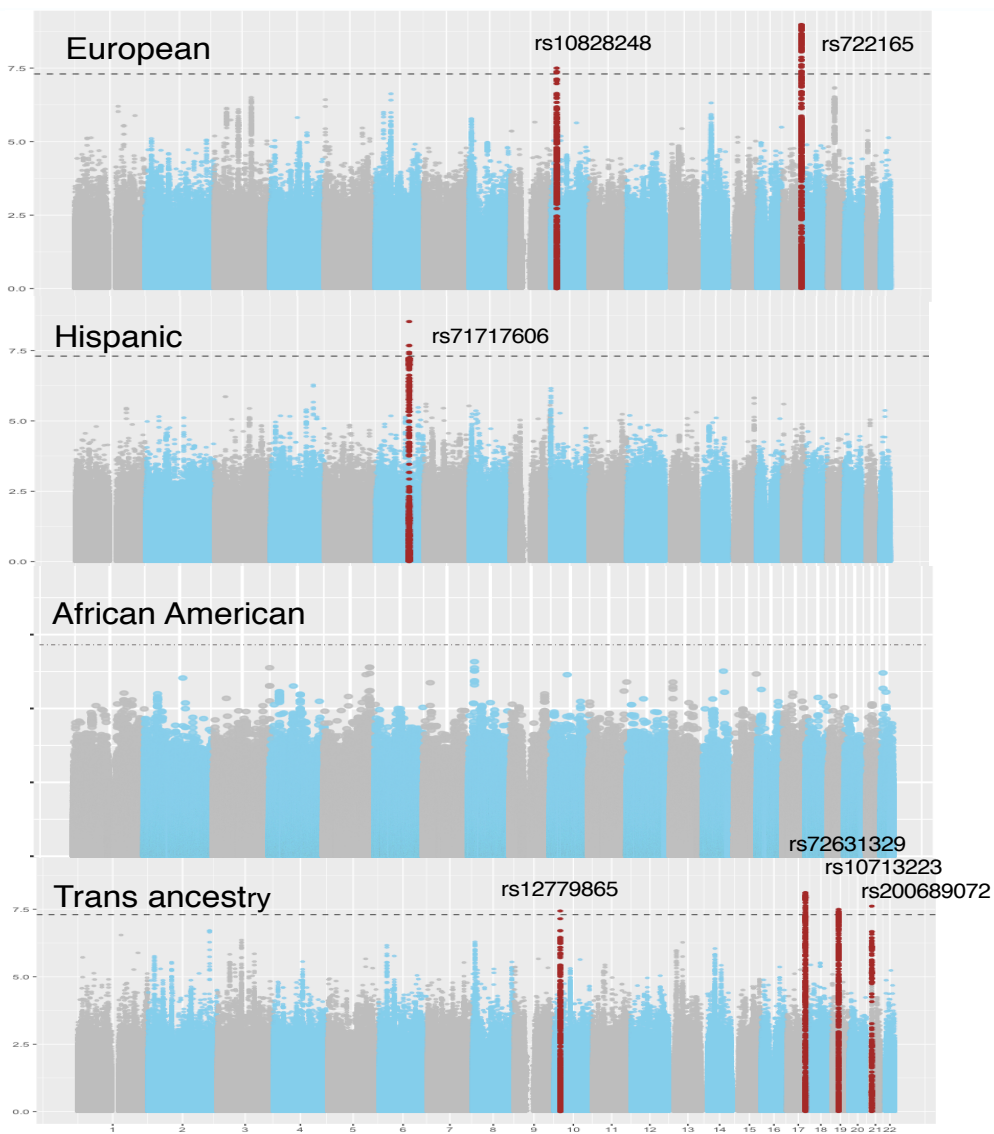 European
rs10828248
rs722165
7.5
5.0
2.5
0.0
Hispanic
rs71717606
7.5
5.0
2.5
0.0
African American
rs72631329
rs10713223
Trans ancestry
rs12779865
rs200689072
7.5
5.0
2.5
0.0
1 2 3 4 5 6 7 8 9 10 11 12 13 14 15 16 17 18 19 20 21 22